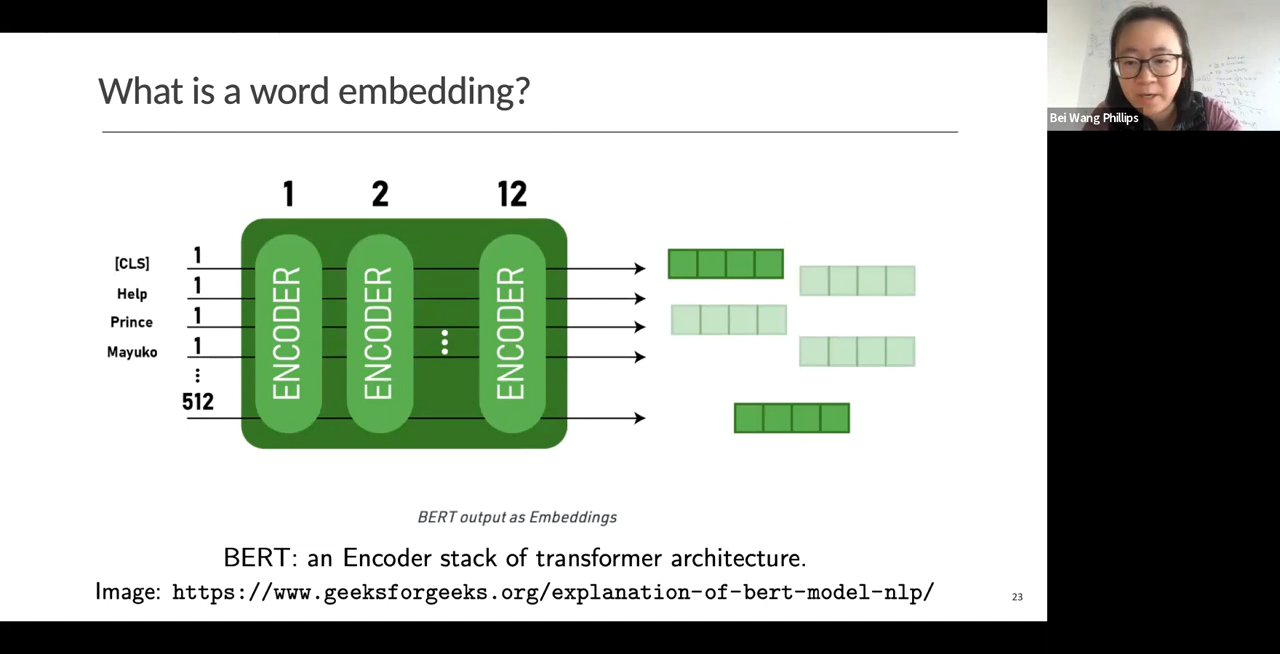 What is a word embedding?
Bei Wang Phillips
1 2 12
[CLS] 1
Help 1
Prince 1
Mayuko 1
512
ENCODER ENCODER ENCODER
BERT output as Embeddings
BERT: an Encoder stack of transformer architecture.
Image: https://www.geeksforgeeks.org/explanation-of-bert-model-nlp/
23